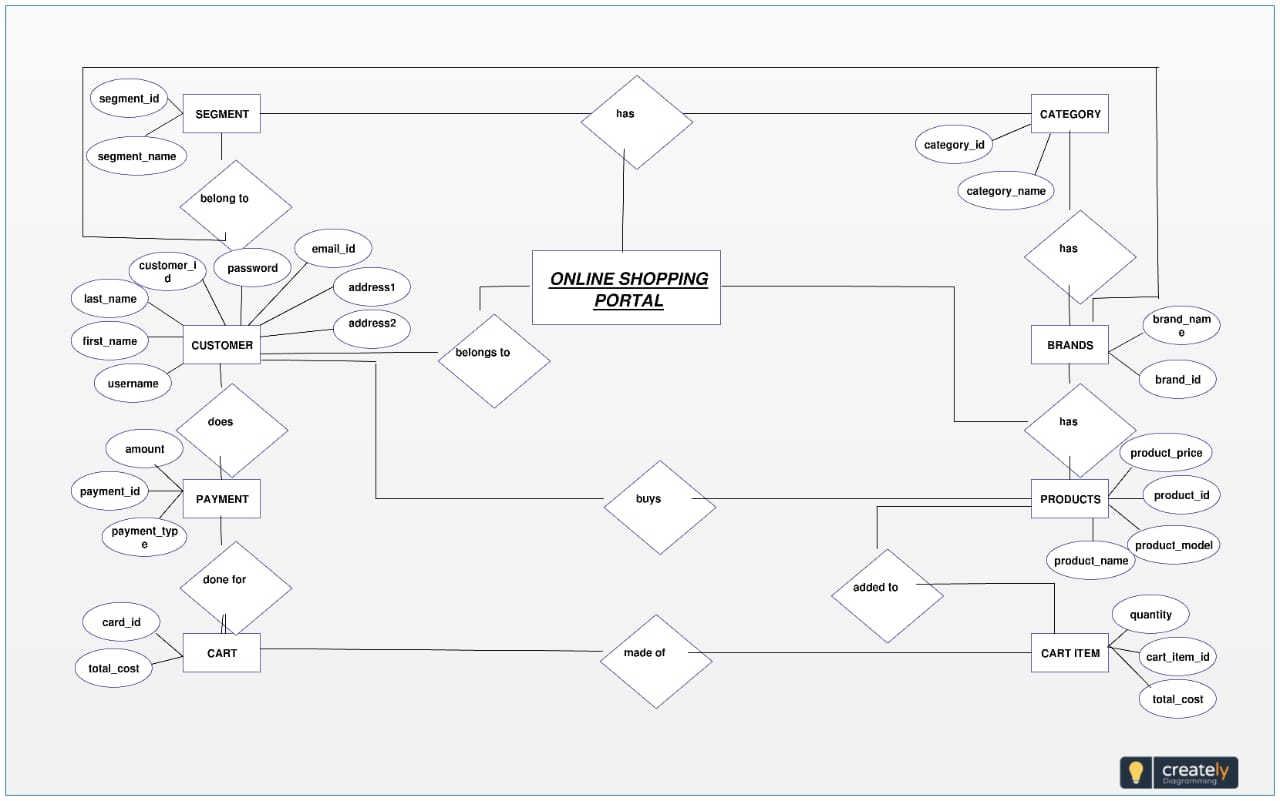 segment_id
SEGMENT
has
CATEGORY
category_id
segment_name
category_name
belong to
has
email_id
customer_i
d
password
ONLINE SHOPPING
PORTAL
address1
last_name
address2
brand_nam
e
first_name
CUSTOMER
belongs to
BRANDS
username
brand_id
does
has
amount
product_price
payment_id
PAYMENT
buys
PRODUCTS
product_id
payment_typ
e
product_model
product_name
done for
added to
card_id
quantity
CART
made of
CART ITEM
cart_item_id
total_cost
total_cost
creately
Diagramming